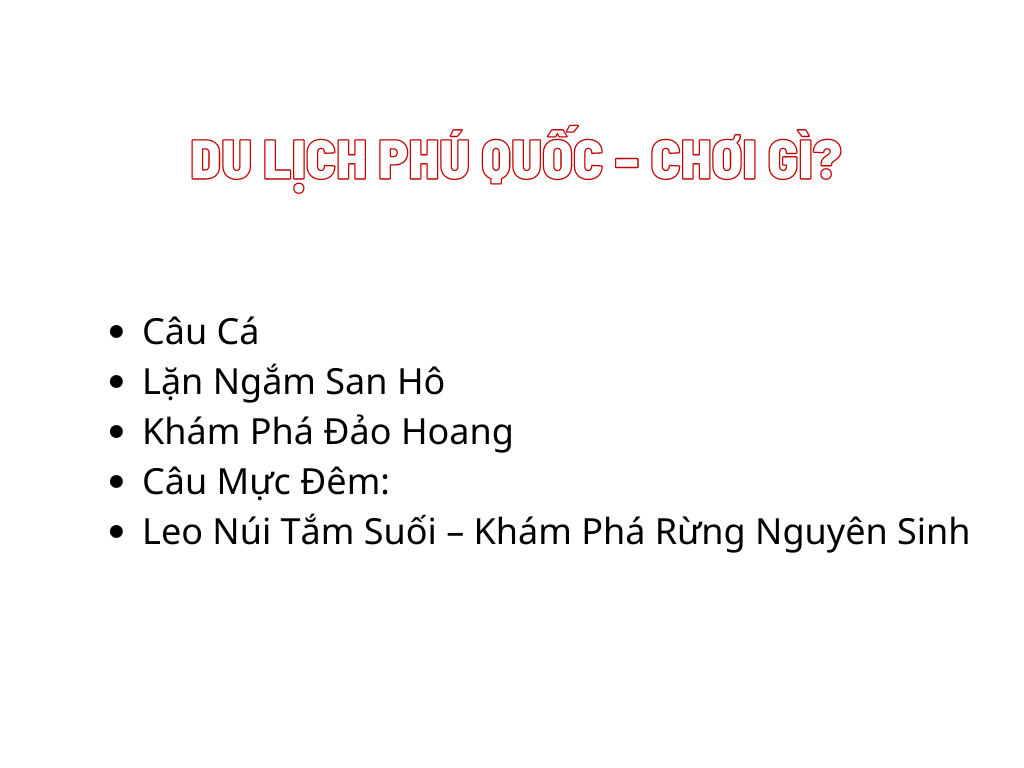 DU LỊCH PHÚ QUỐC – CHƠI GÌ?
• Câu Cá
• Lặn Ngắm San Hô
• Khám Phá Đảo Hoang
• Câu Mực Đêm:
• Leo Núi Tắm Suối – Khám Phá Rừng Nguyên Sinh